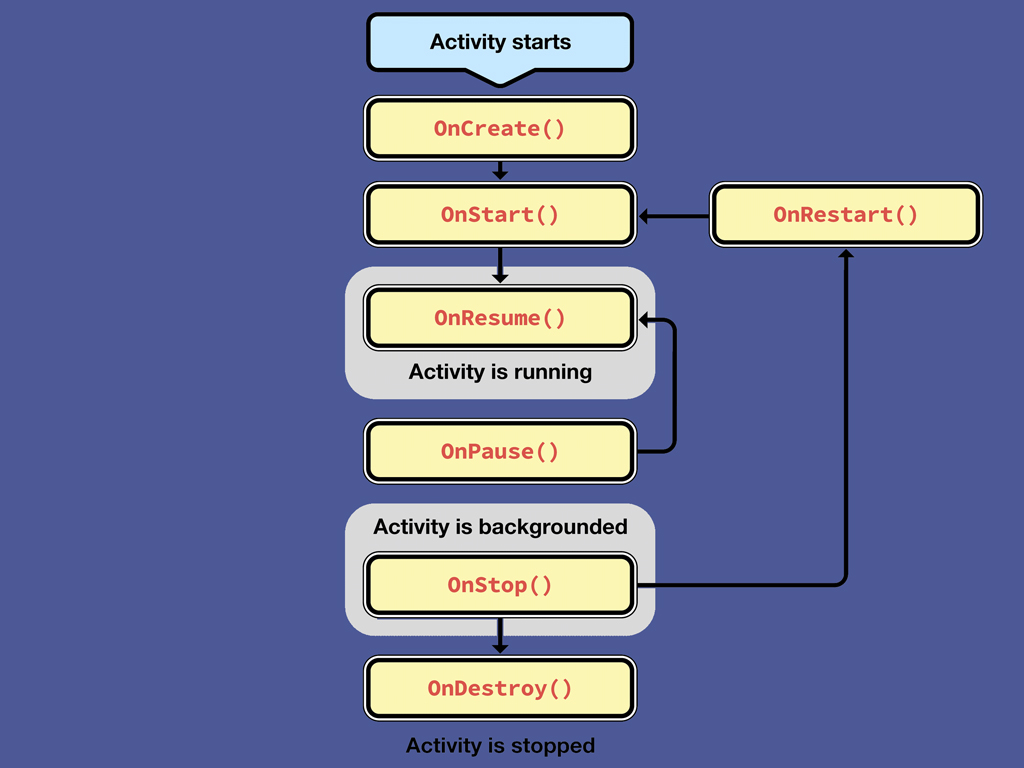 Activity starts
OnCreate()
OnStart()
OnRestart()
OnResume()
Activity is running
OnPause()
Activity is backgrounded
OnStop()
OnDestroy()
Activity is stopped